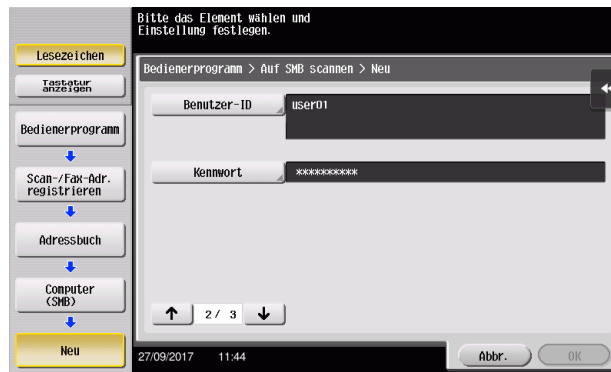 Bitte das Element wählen und
Einstellung festlegen.
Lesezeichen
Tastatur
anzeigen
Bedienerprogramm > Auf SMB scannen > Neu
Benutzer-ID
user01
Bedienerprogramm
Kennwort
**********
Scan-/Fax-Adr.
registrieren
Adressbuch
Computer
(SMB)
2/ 3
Neu
27/09/2017 11:44
Abbr.
OK